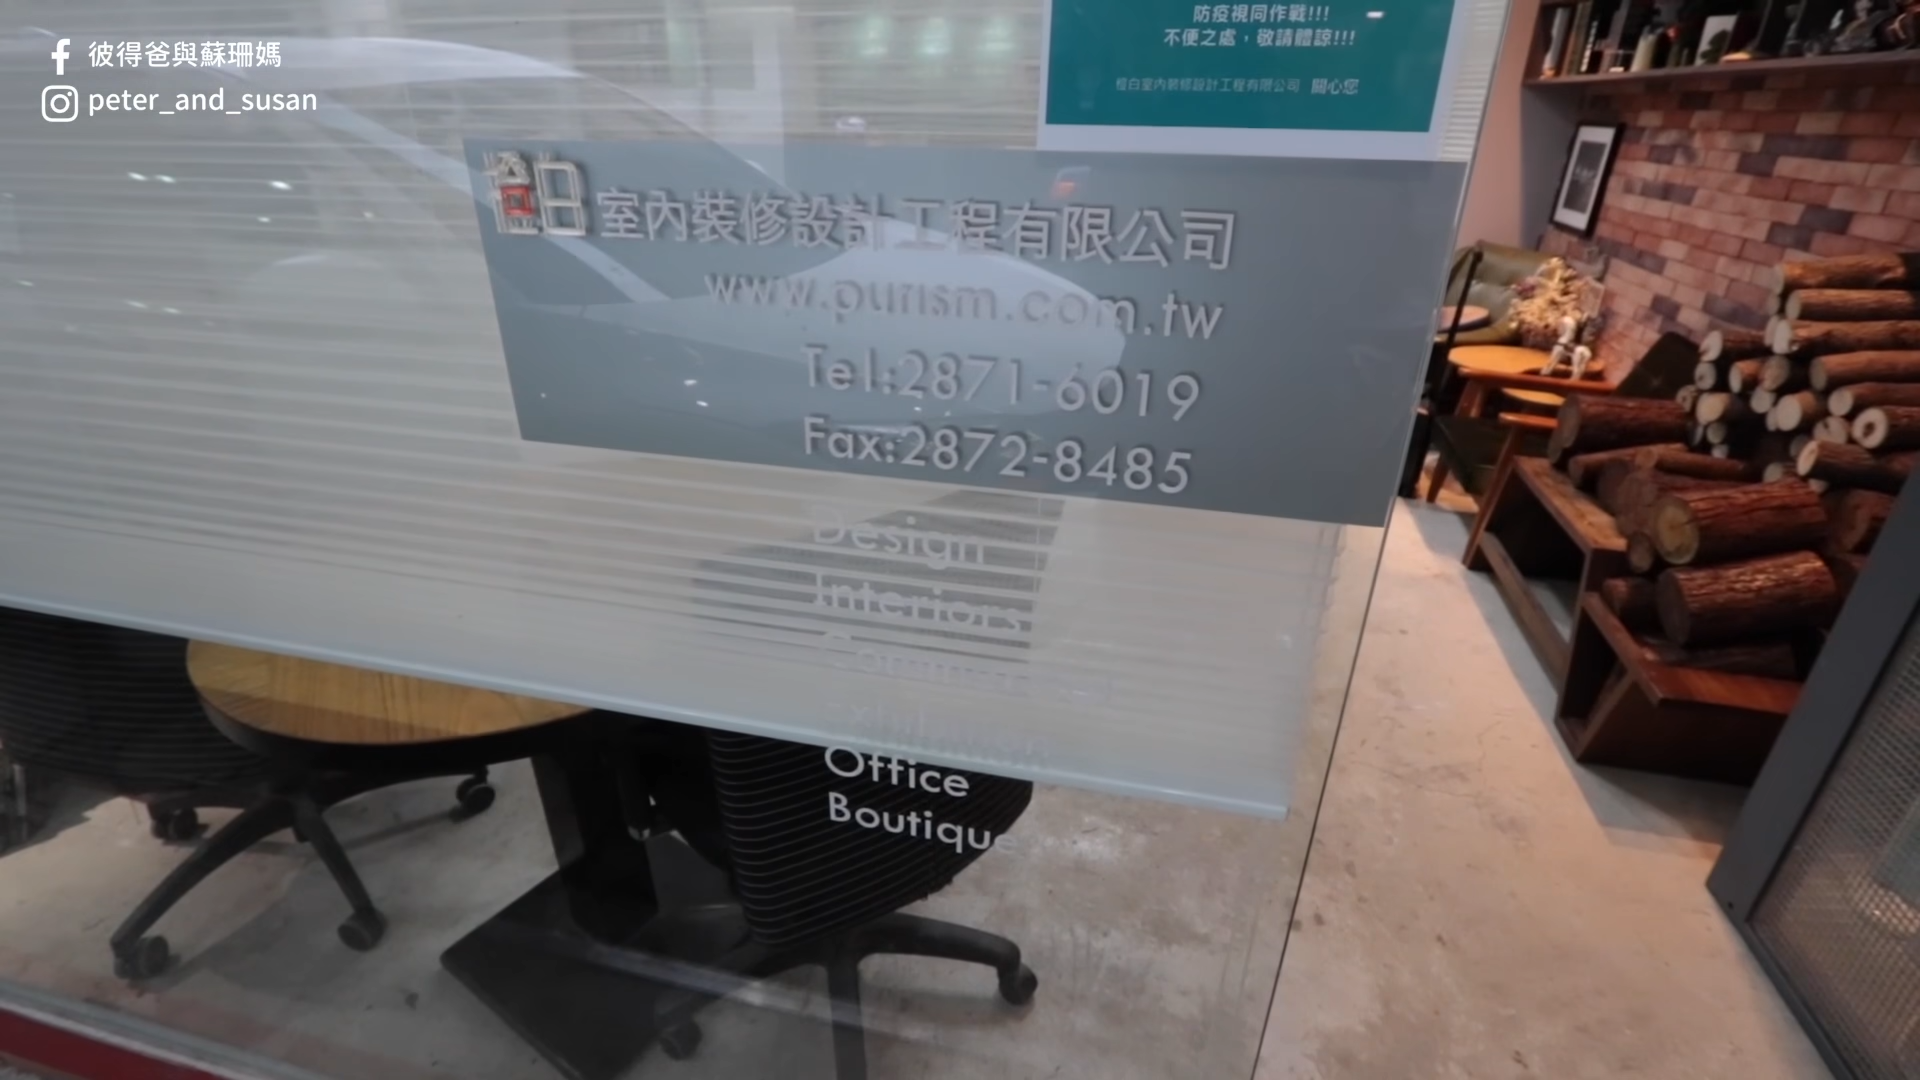 彼得爸與蘇珊媽
peter_and_susan
防疫視同作戰!!!
不便之處，敬請體諒!!!
橙白室內裝修設計工程有限公司 關心您
橙白室內裝修設計工程有限公司
www.purism.com.tw
Tel:2871-6019
Fax:2872-8485
Design
Interiors
Office
Boutique